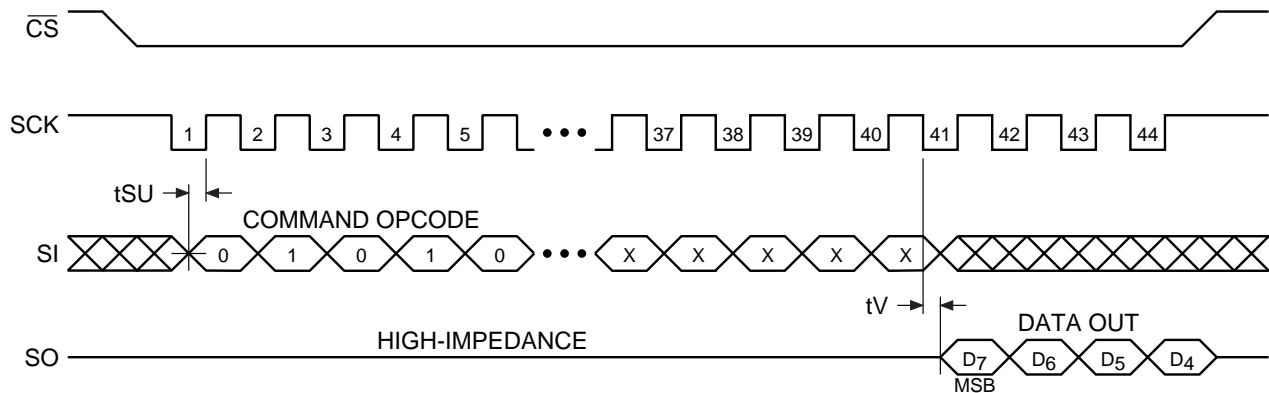 CS
SCK
1 2 3 4 5 ••• 37 38 39 40 41 42 43 44
tSU
COMMAND OPCODE
SI
0 1 0 1 0 ••• X X X X X
tV
HIGH-IMPEDANCE
DATA OUT
SO
D7 D6 D5 D4
MSB